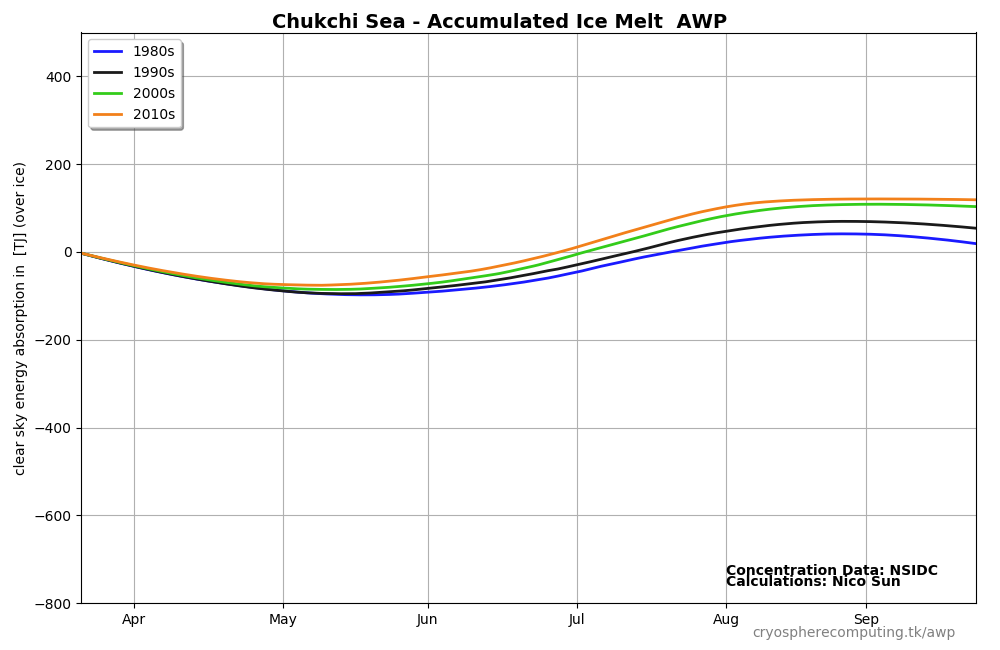 Chukchi Sea - Accumulated Ice Melt  AWP
1980s
1990s
2000s
2010s
clear sky energy absorption in  [TJ] (over ice)
400
200
0
−200
−400
−600
−800
Apr
May
Jun
Jul
Aug
Sep
Concentration Data: NSIDC
Calculations: Nico Sun
cryospherecomputing.tk/awp